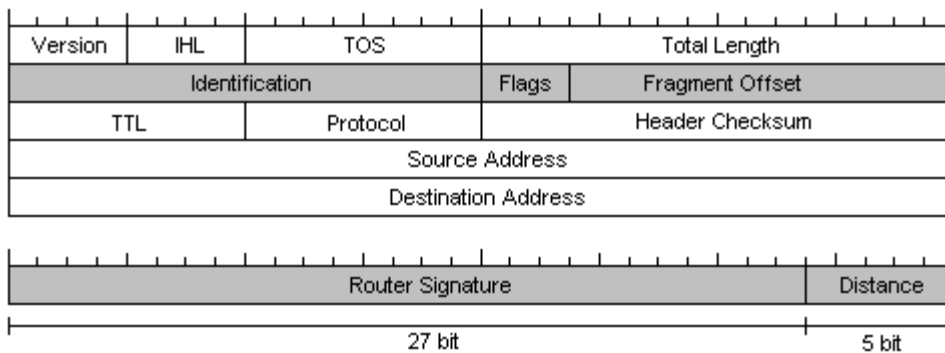 Version IHL TOS Total Length
Identification Flags Fragment Offset
TTL Protocol Header Checksum
Source Address
Destination Address
Router Signature Distance
27 bit 5 bit